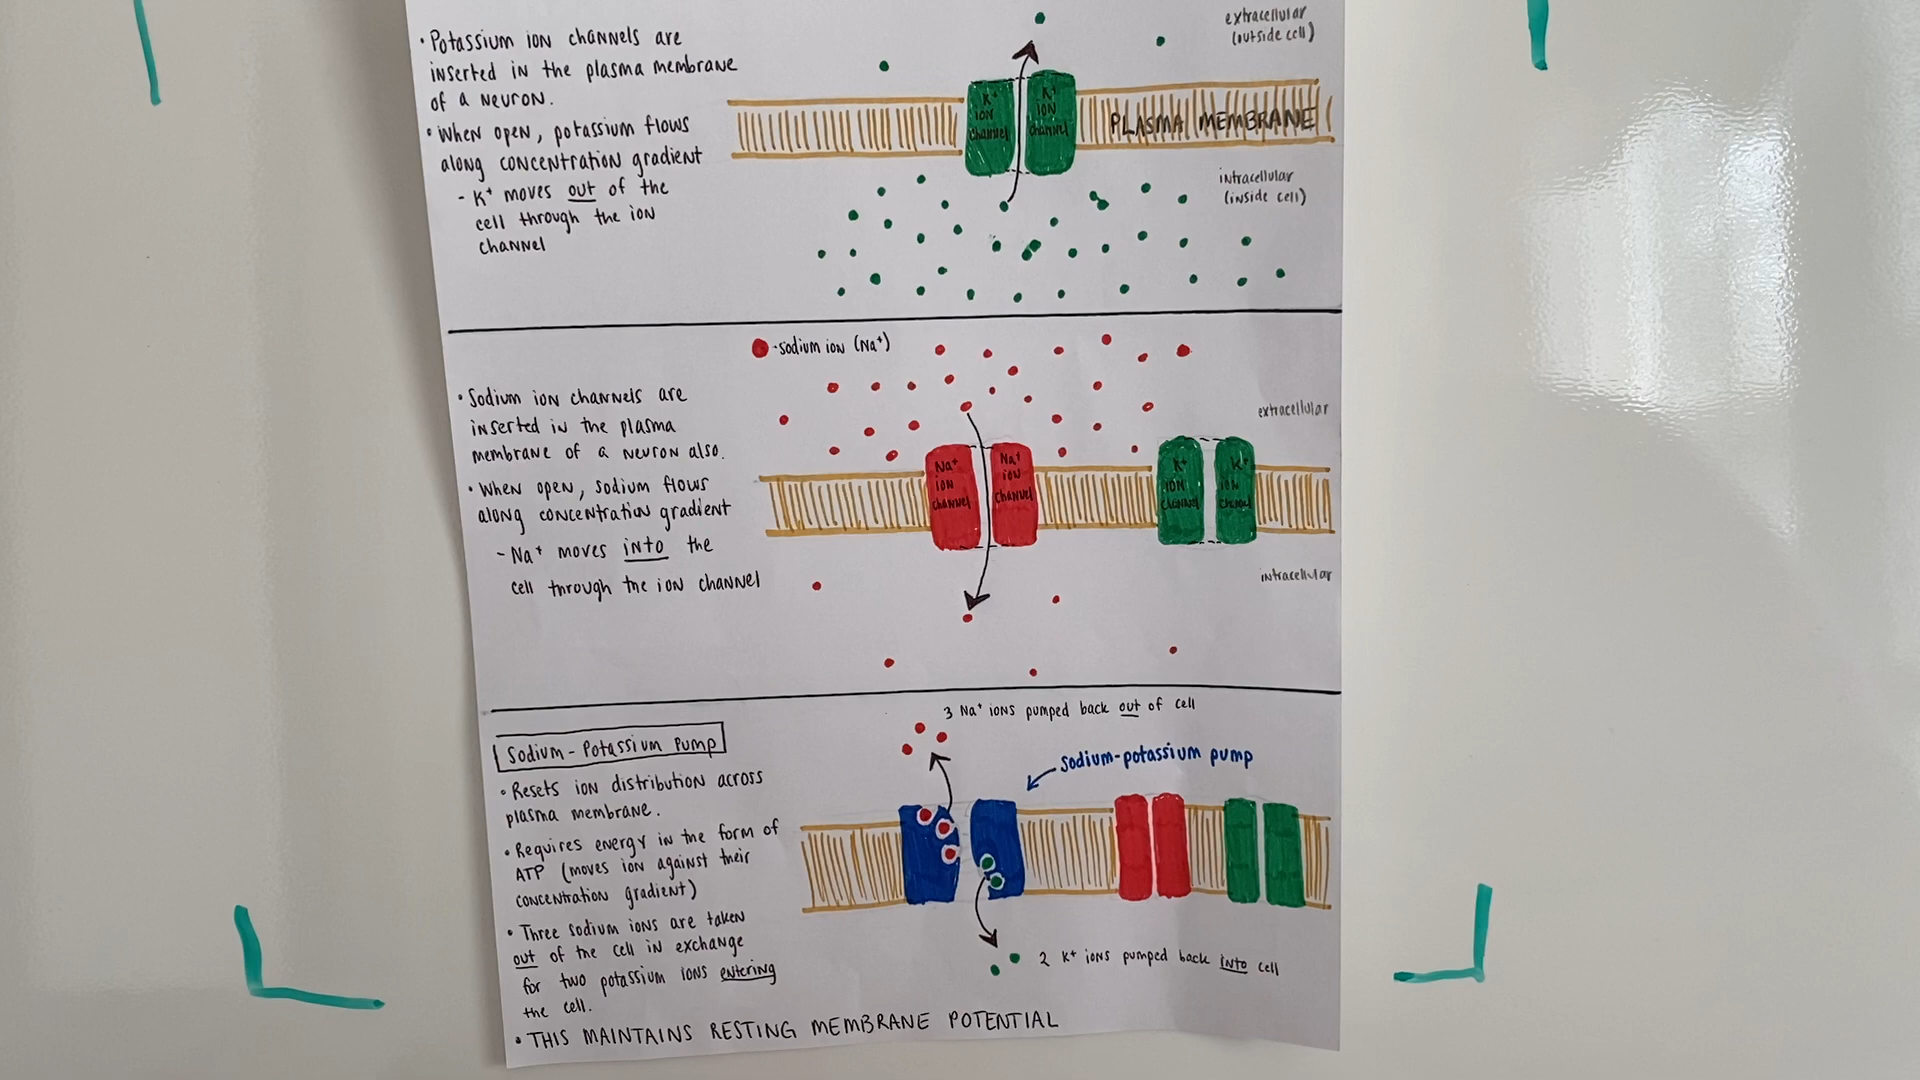 • Potassium ion channels are
inserted in the plasma membrane
of a neuron.
• When open, potassium flows
along concentration gradient
- K⁺ moves out of the
cell through the ion
channel
extracellular
(outside cell)
K⁺
ion
channel
K⁺
ion
channel
PLASMA MEMBRANE
intracellular
(inside cell)
• Sodium ion channels are
inserted in the plasma
membrane of a neuron also.
• When open, sodium flows
along concentration gradient
- Na⁺ moves into the
cell through the ion channel
- Sodium ion (Na⁺)
extracellular
Na⁺
ion
channel
Na⁺
ion
channel
K⁺
ion
channel
K⁺
ion
channel
intracellular
Sodium-Potassium Pump
• Resets ion distribution across
plasma membrane.
• Requires energy in the form of
ATP (moves ion against their
concentration gradient)
• Three sodium ions are taken
out of the cell in exchange
for two potassium ions entering
the cell.
• THIS MAINTAINS RESTING MEMBRANE POTENTIAL
3 Na⁺ ions pumped back out of cell
Sodium-potassium pump
2 K⁺ ions pumped back into cell